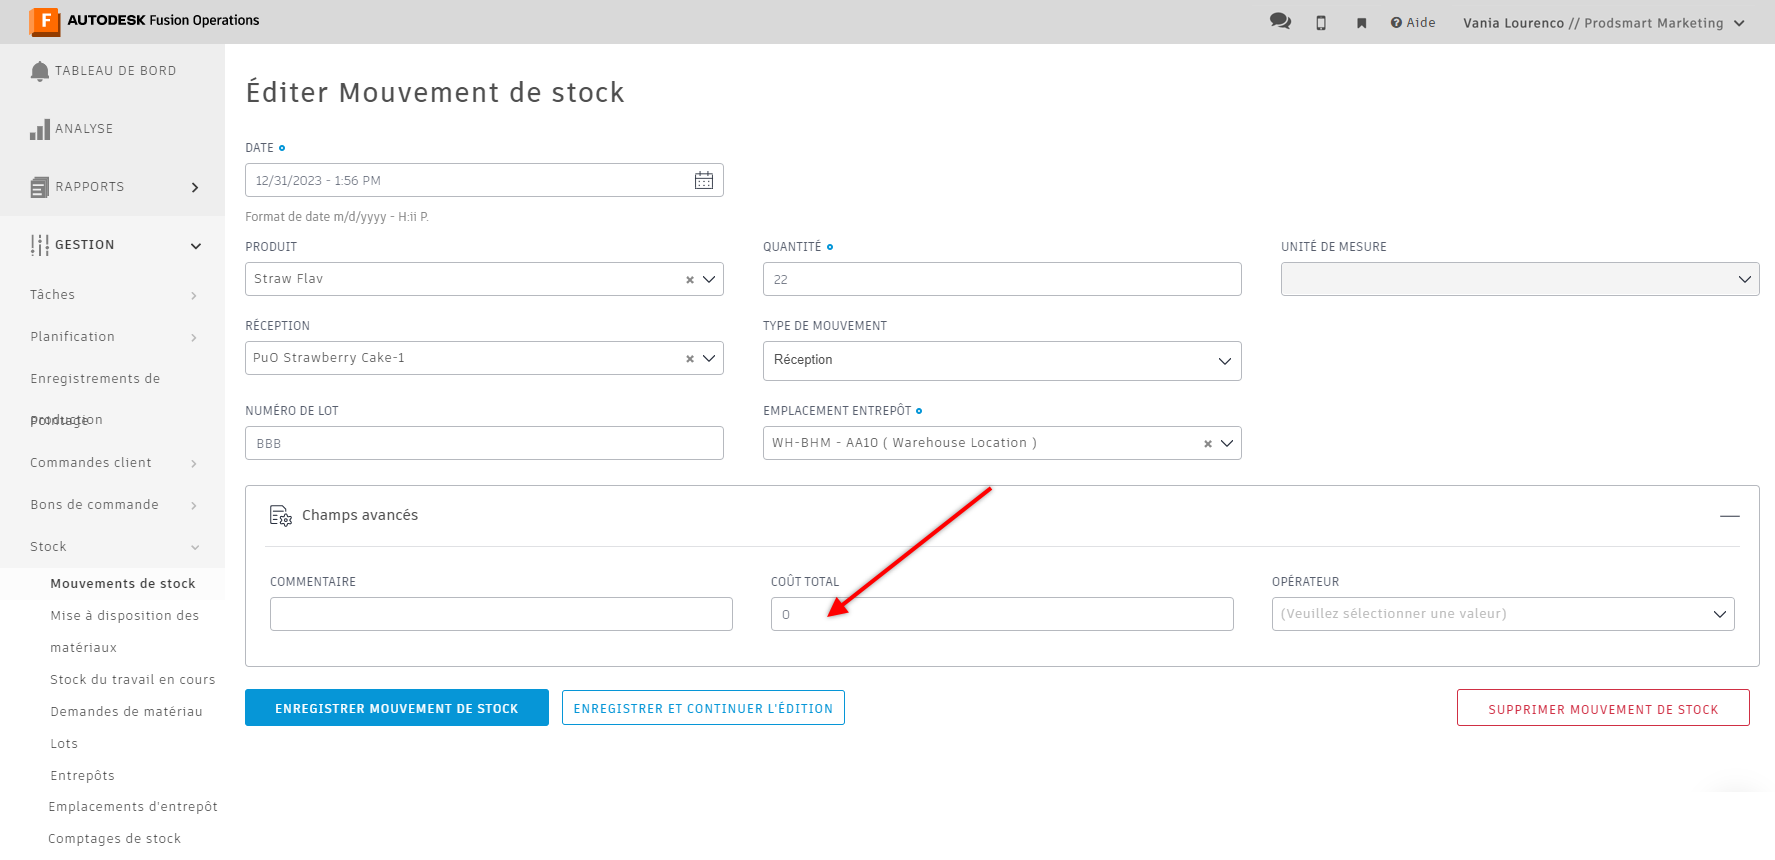 F AUTODESK Fusion Operations
Aide
Vania Lourenco // Prodsmart Marketing
TABLEAU DE BORD
ANALYSE
RAPPORTS
GESTION
Tâches
Planification
Enregistrements de
production
Pointage
Commandes client
Bons de commande
Stock
Mouvements de stock
Mise à disposition des
matériaux
Stock du travail en cours
Demandes de matériau
Lots
Entrepôts
Emplacements d'entrepôt
Comptages de stock
Éditer Mouvement de stock
DATE
12/31/2023 - 1:56 PM
Format de date m/d/yyyy - H:ii P.
PRODUIT
Straw Flav
QUANTITÉ
22
UNITÉ DE MESURE
RÉCEPTION
PuO Strawberry Cake-1
TYPE DE MOUVEMENT
Réception
NUMÉRO DE LOT
BBB
EMPLACEMENT ENTREPÔT
WH-BHM - AA10 ( Warehouse Location )
Champs avancés
COMMENTAIRE
COÛT TOTAL
0
OPÉRATEUR
(Veuillez sélectionner une valeur)
ENREGISTRER MOUVEMENT DE STOCK
ENREGISTRER ET CONTINUER L'ÉDITION
SUPPRIMER MOUVEMENT DE STOCK